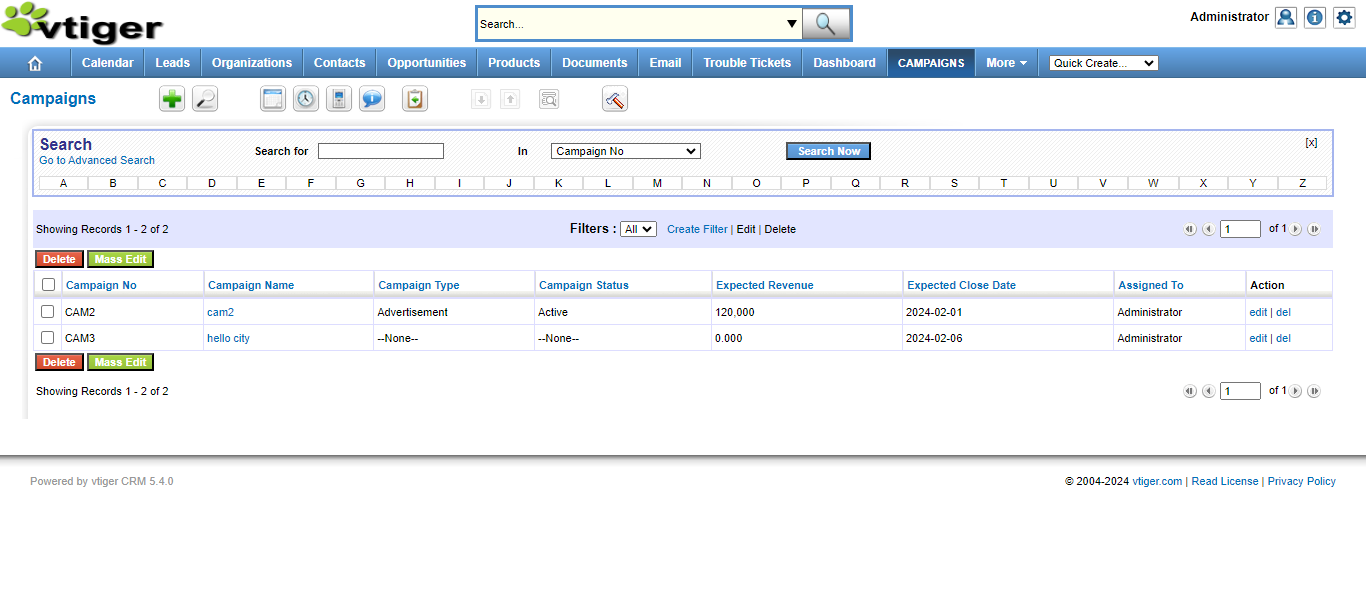 vtiger
Search...
Administrator
Calendar Leads Organizations Contacts Opportunities Products Documents Email Trouble Tickets Dashboard CAMPAIGNS More Quick Create...
Campaigns
Search
Go to Advanced Search
Search for In Campaign No Search Now [x]
A B C D E F G H I J K L M N O P Q R S T U V W X Y Z
Showing Records 1 - 2 of 2 Filters : All Create Filter | Edit | Delete 1 of 1
Delete Mass Edit
Campaign No Campaign Name Campaign Type Campaign Status Expected Revenue Expected Close Date Assigned To Action
CAM2 cam2 Advertisement Active 120,000 2024-02-01 Administrator edit | del
CAM3 hello city --None-- --None-- 0.000 2024-02-06 Administrator edit | del
Delete Mass Edit
Showing Records 1 - 2 of 2 1 of 1
Powered by vtiger CRM 5.4.0 © 2004-2024 vtiger.com | Read License | Privacy Policy